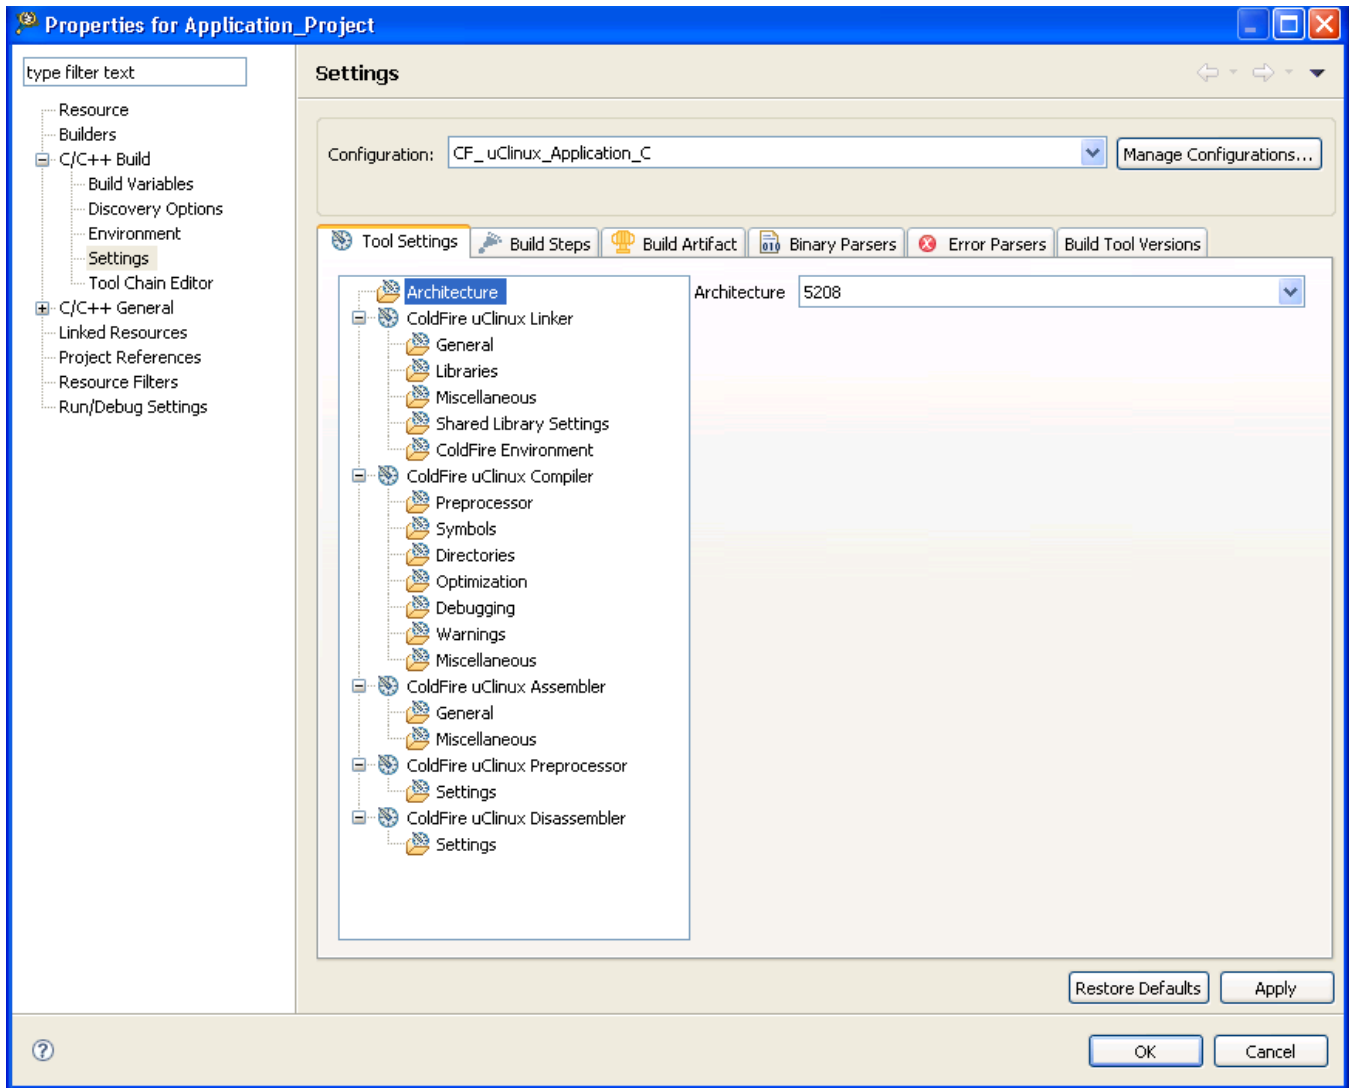 Properties for Application_Project
type filter text
Resource
Builders
C/C++ Build
Build Variables
Discovery Options
Environment
Settings
Tool Chain Editor
C/C++ General
Linked Resources
Project References
Resource Filters
Run/Debug Settings
Settings
Configuration: CF_ uClinux_Application_C Manage Configurations...
Tool Settings Build Steps Build Artifact Binary Parsers Error Parsers Build Tool Versions
Architecture
ColdFire uClinux Linker
General
Libraries
Miscellaneous
Shared Library Settings
ColdFire Environment
ColdFire uClinux Compiler
Preprocessor
Symbols
Directories
Optimization
Debugging
Warnings
Miscellaneous
ColdFire uClinux Assembler
General
Miscellaneous
ColdFire uClinux Preprocessor
Settings
ColdFire uClinux Disassembler
Settings
Architecture 5208
Restore Defaults Apply
OK Cancel